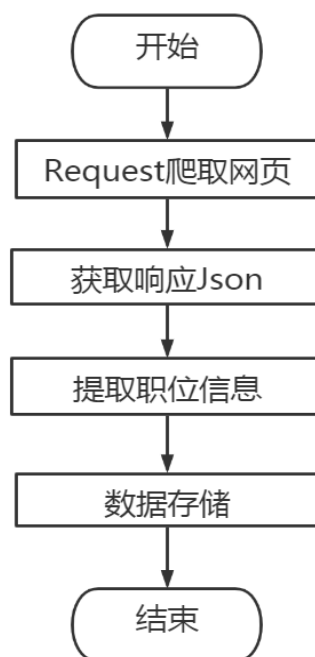 开始
Request爬取网页
获取响应Json
提取职位信息
数据存储
结束